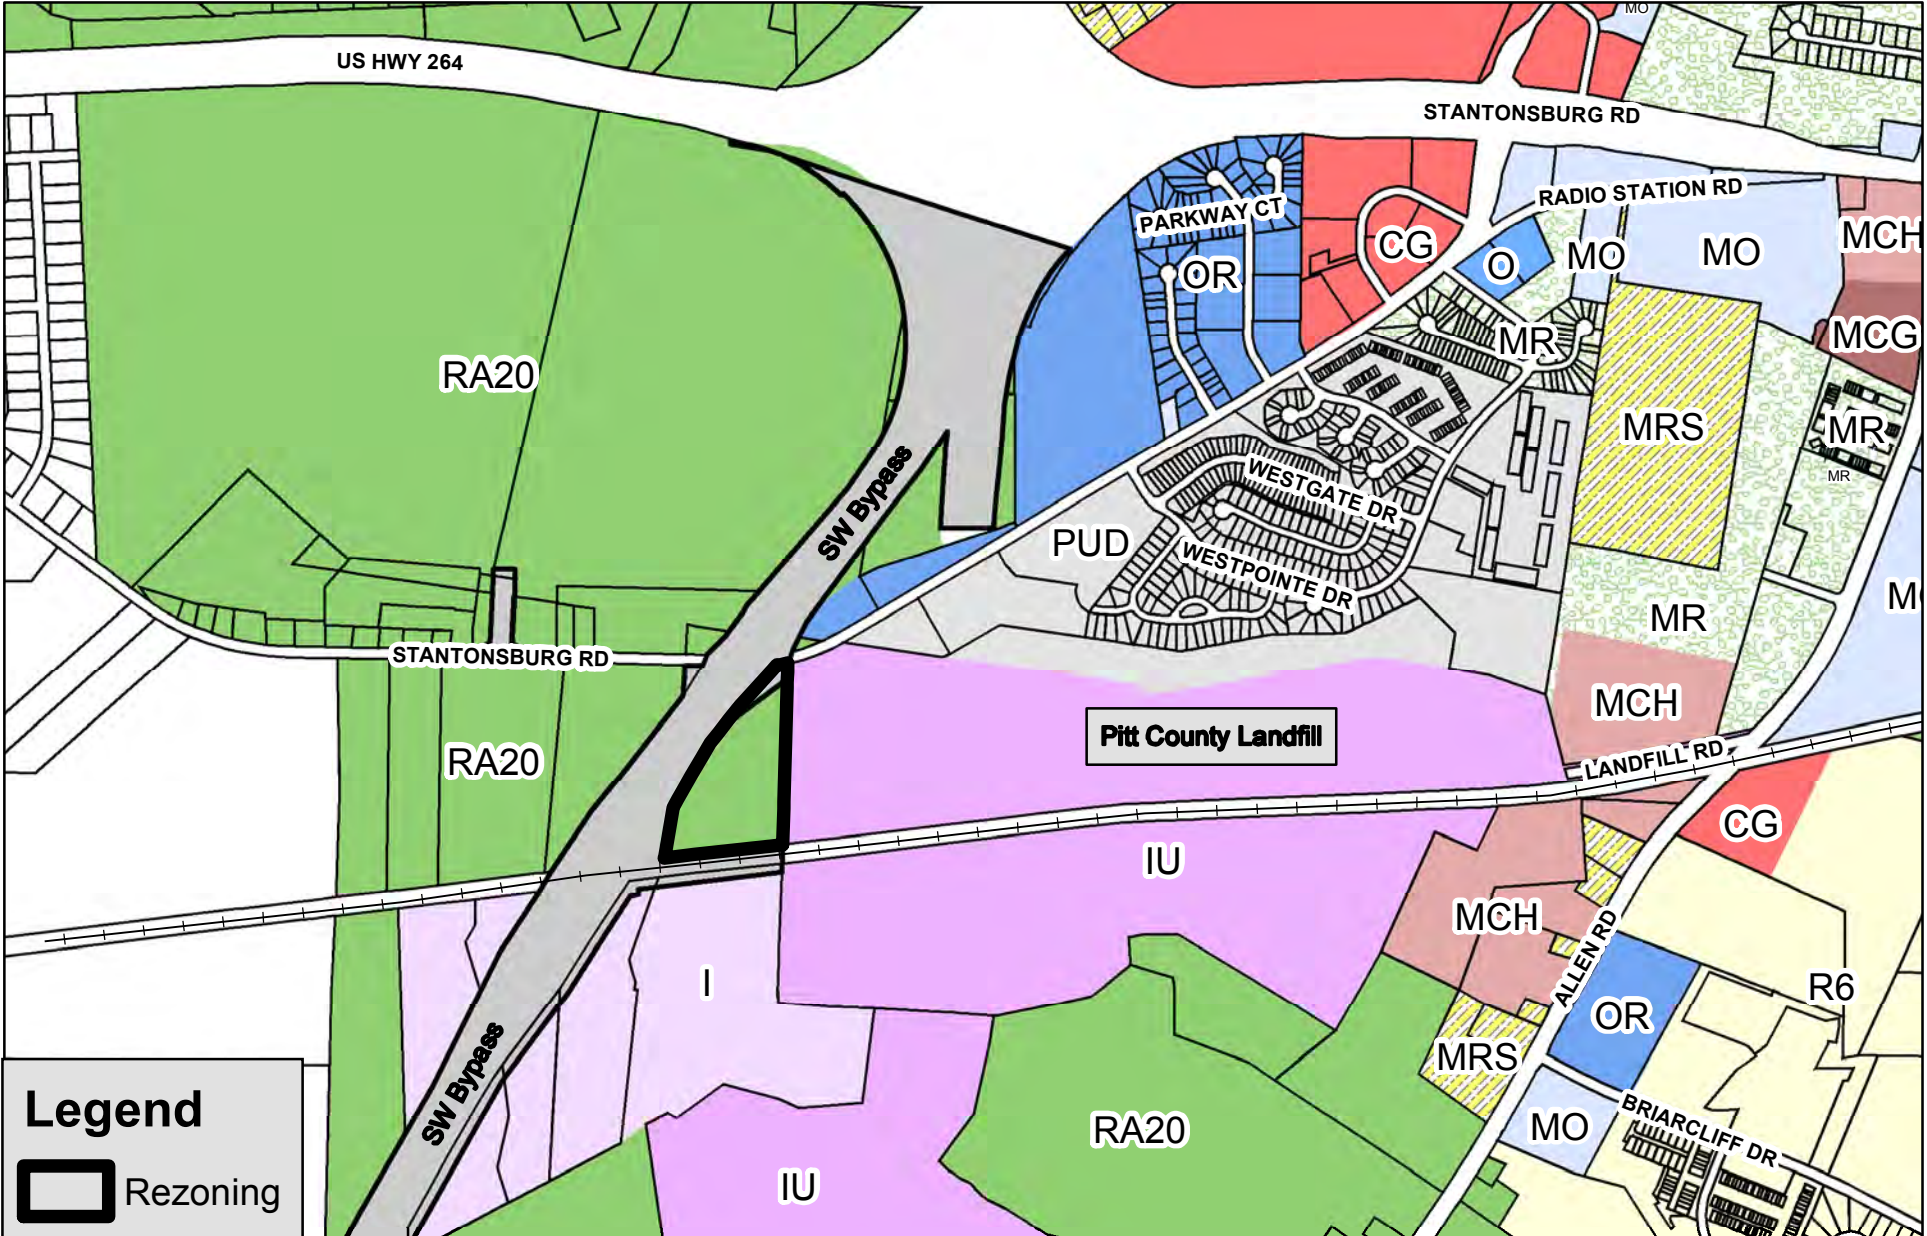 MO
US HWY 264
STANTONSBURG RD
RADIO STATION RD
PARKWAY CT
MCH
CG
O
MO
MO
OR
MCG
MR
RA20
MRS
MR
MR
SW Bypass
WESTGATE DR
PUD
WESTPOINTE DR
MR
STANTONSBURG RD
MCH
Pitt County Landfill
RA20
LANDFILL RD
CG
IU
MCH
ALLEN RD
I
R6
OR
MRS
SW Bypass
RA20
MO
BRIARCLIFF DR
IU
Legend
Rezoning